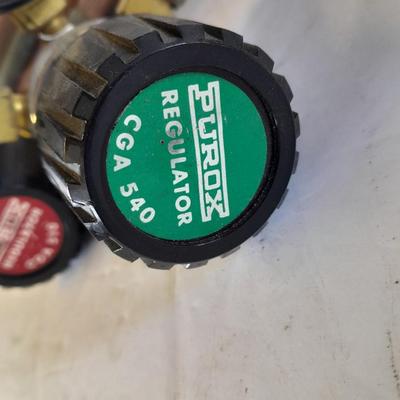 PUROX
REGULATOR
CGA 540